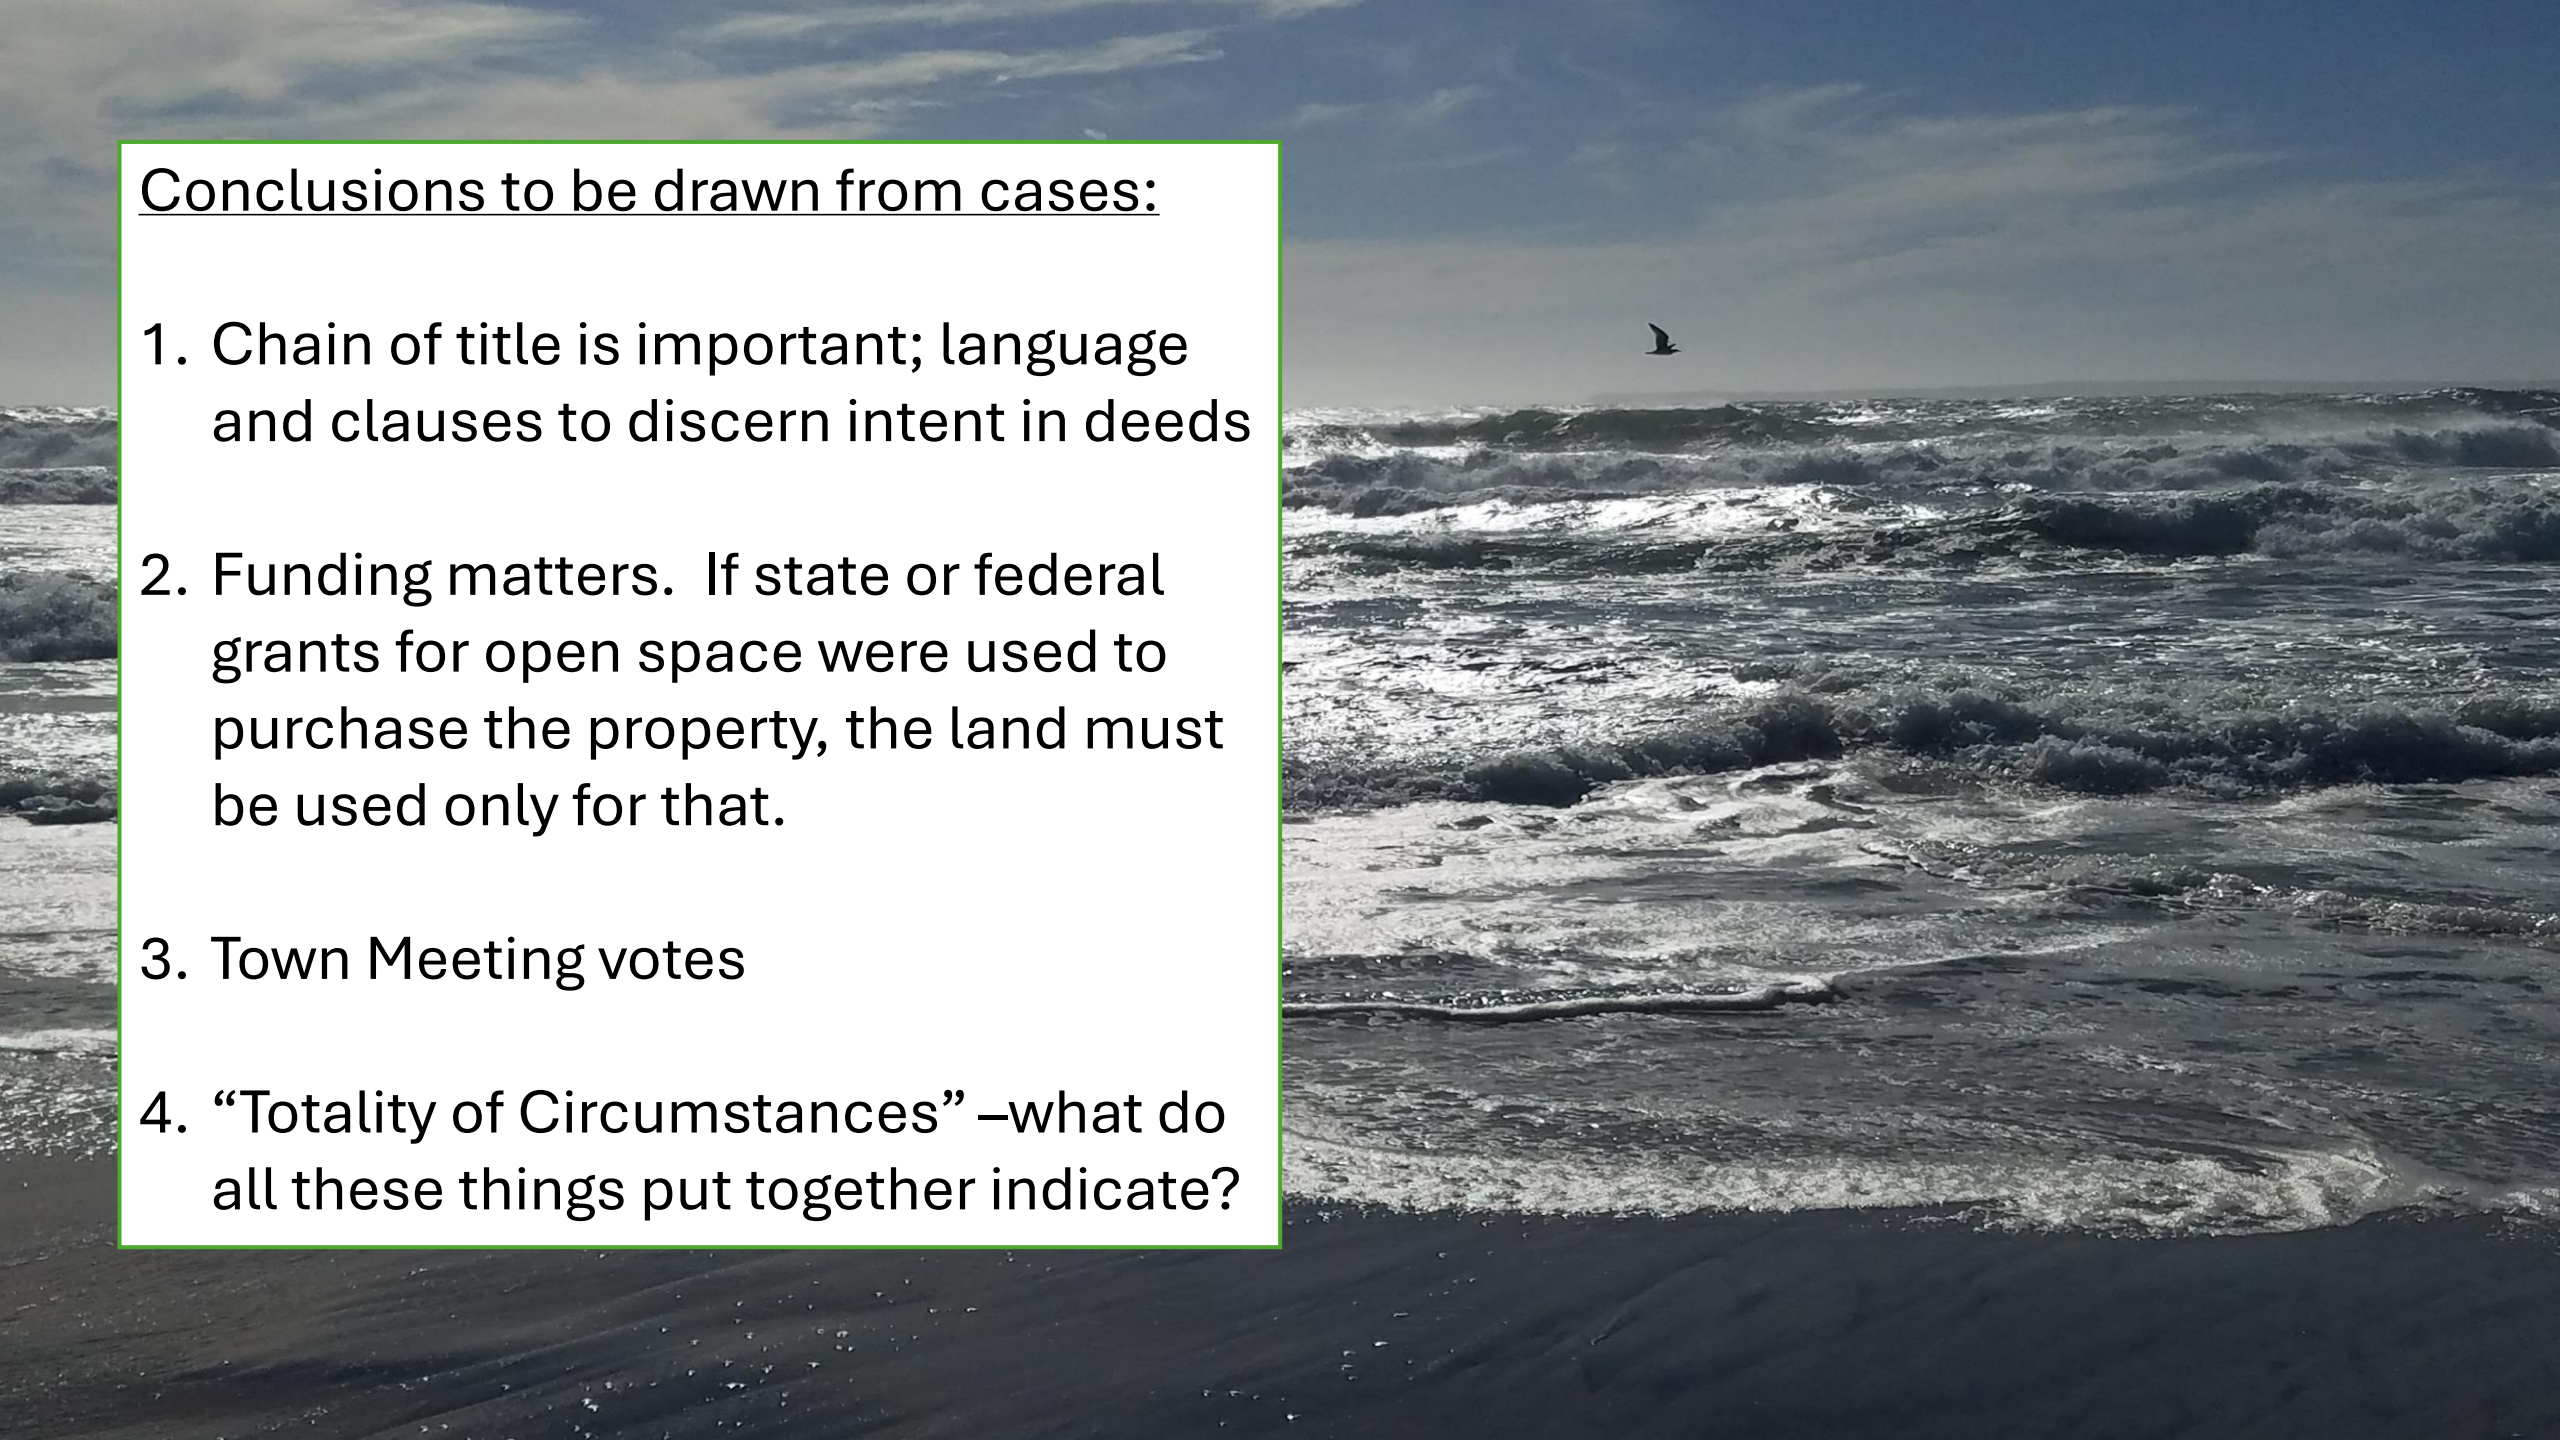 Conclusions to be drawn from cases:
1. Chain of title is important; language
and clauses to discern intent in deeds
2. Funding matters.  If state or federal
grants for open space were used to
purchase the property, the land must
be used only for that.
3. Town Meeting votes
4. “Totality of Circumstances” –what do
all these things put together indicate?